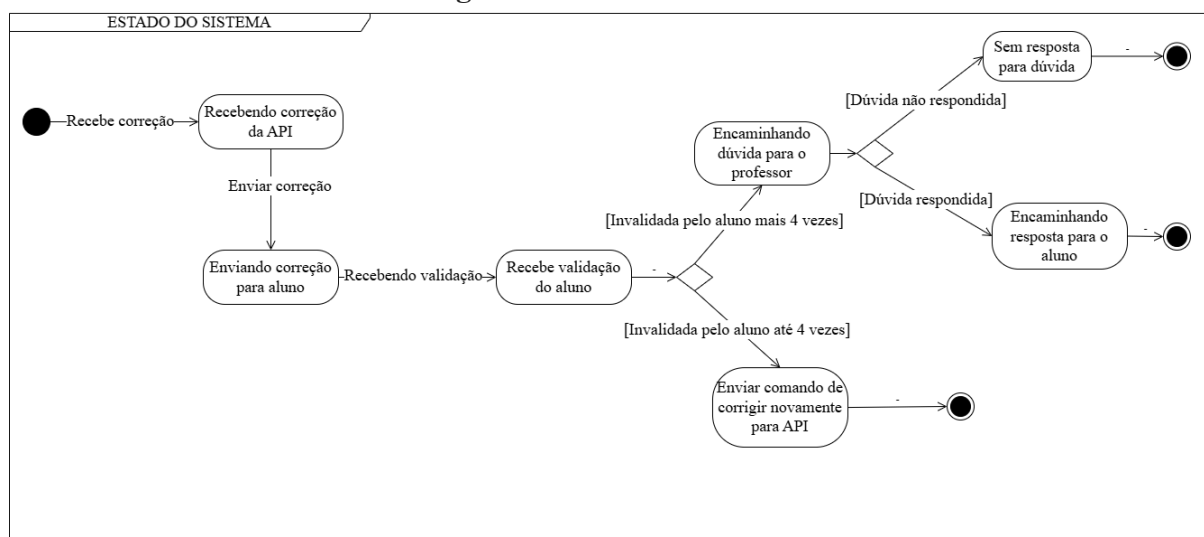 ESTADO DO SISTEMA
Recebe correção
Recebendo correção
da API
Enviar correção
Enviando correção
para aluno
Recebendo validação
Recebe validação
do aluno
-
[Invalidada pelo aluno mais 4 vezes]
[Invalidada pelo aluno até 4 vezes]
Encaminhando
dúvida para o
professor
[Dúvida não respondida]
[Dúvida respondida]
Sem resposta
para dúvida
-
Encaminhando
resposta para o
aluno
-
Enviar comando de
corrigir novamente
para API
-